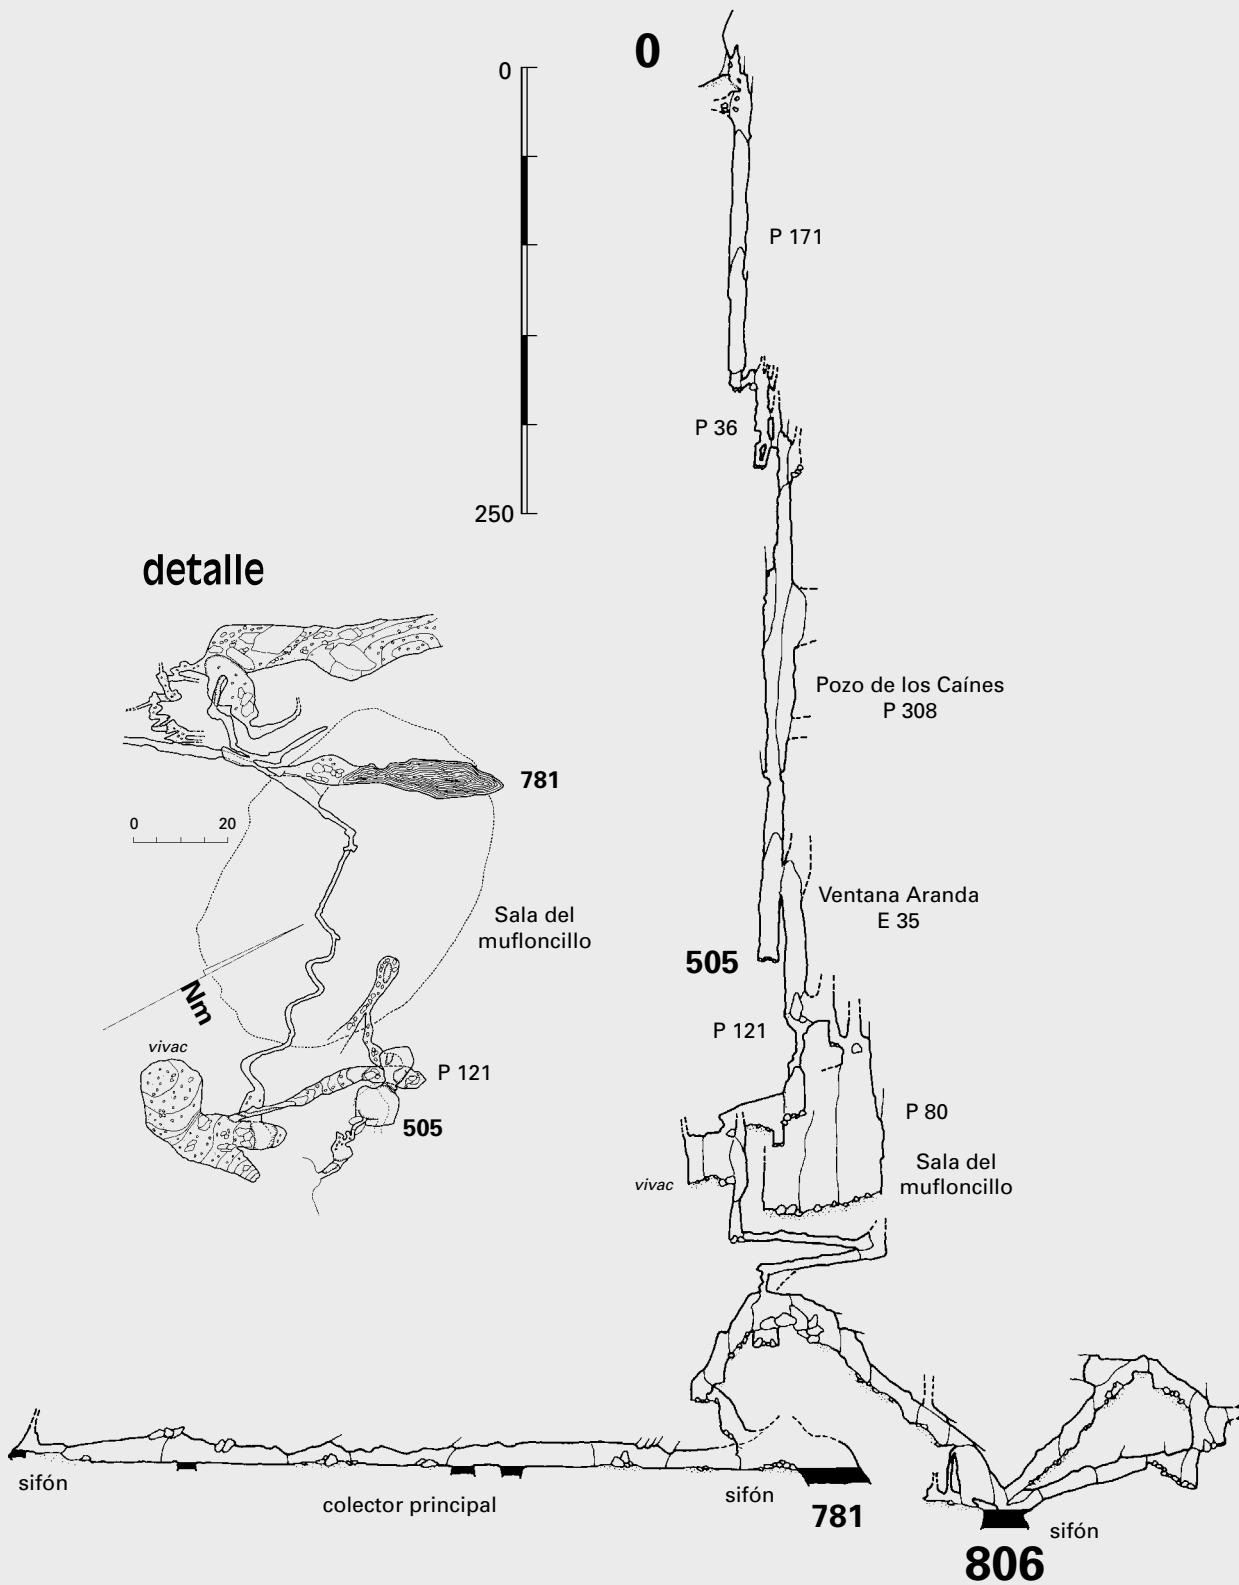 0
0
P 171
P 36
250
detalle
Pozo de los Caínes
P 308
781
0 20
Ventana Aranda
E 35
Sala del
mufloncillo
505
Nm
P 121
vivac
P 121
P 80
505
Sala del
mufloncillo
vivac
sifón
colector principal
sifón
781
sifón
806